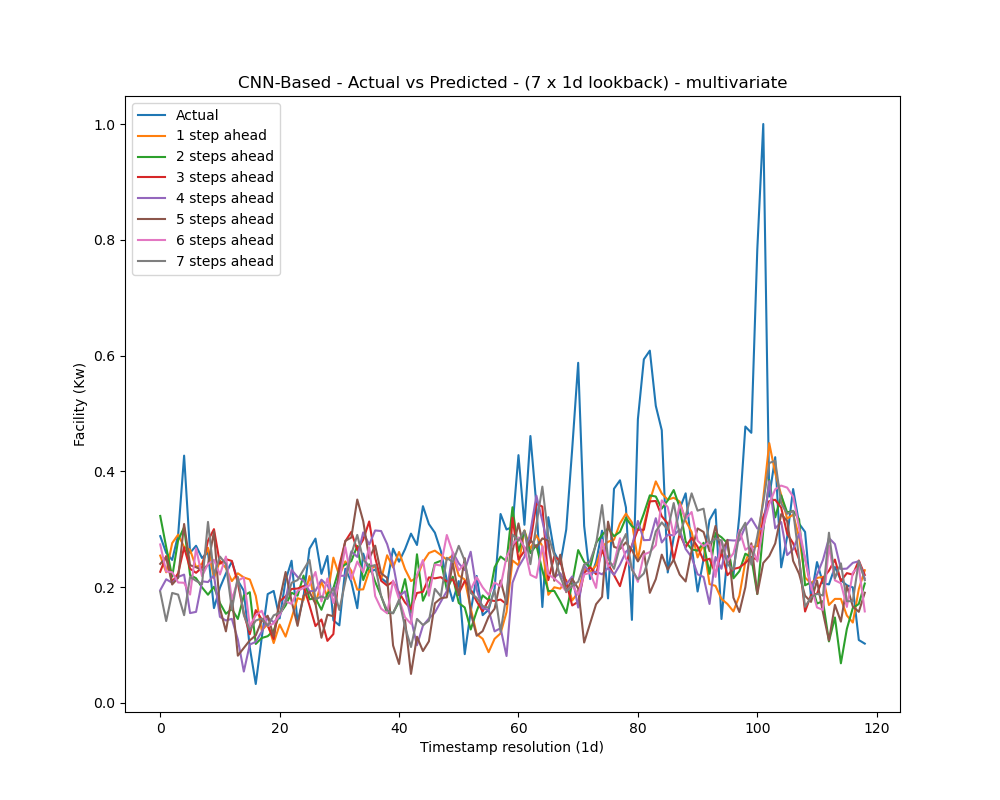 CNN-Based - Actual vs Predicted - (7 x 1d lookback) - multivariate
Actual
1 step ahead
2 steps ahead
3 steps ahead
4 steps ahead
5 steps ahead
6 steps ahead
7 steps ahead
1.0
0.8
0.6
0.4
0.2
0.0
Facility (Kw)
0 20 40 60 80 100 120
Timestamp resolution (1d)